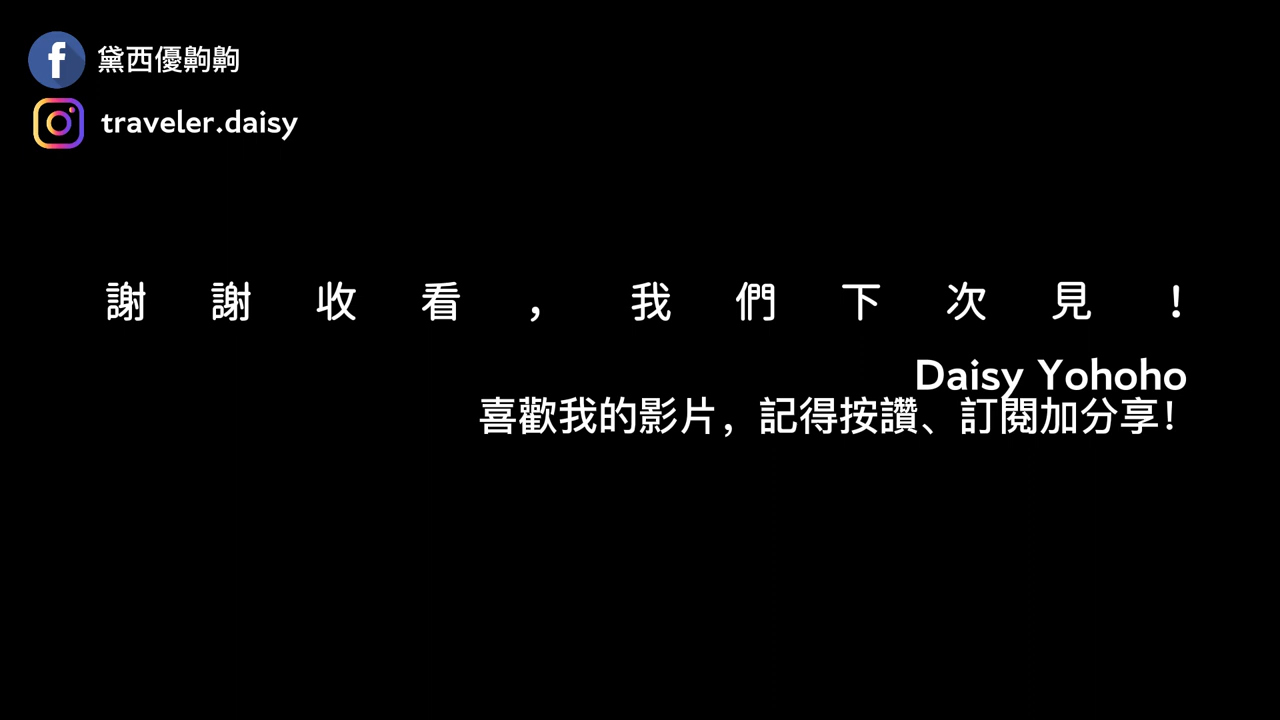 黛西優齁齁
traveler.daisy
謝謝收看，我們下次見！
Daisy Yohoho
喜歡我的影片，記得按讚、訂閱加分享！